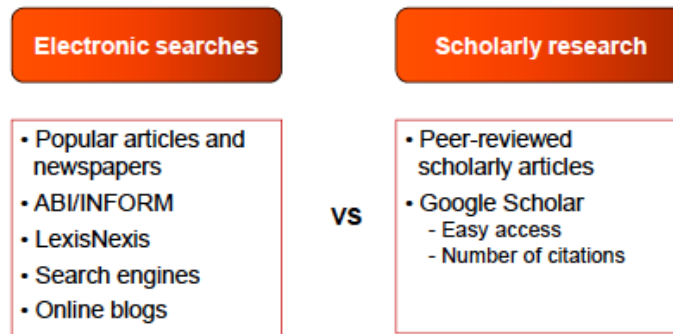 Electronic searches
• Popular articles and
newspapers
• ABI/INFORM
• LexisNexis
• Search engines
• Online blogs
vs
Scholarly research
• Peer-reviewed
scholarly articles
• Google Scholar
- Easy access
- Number of citations